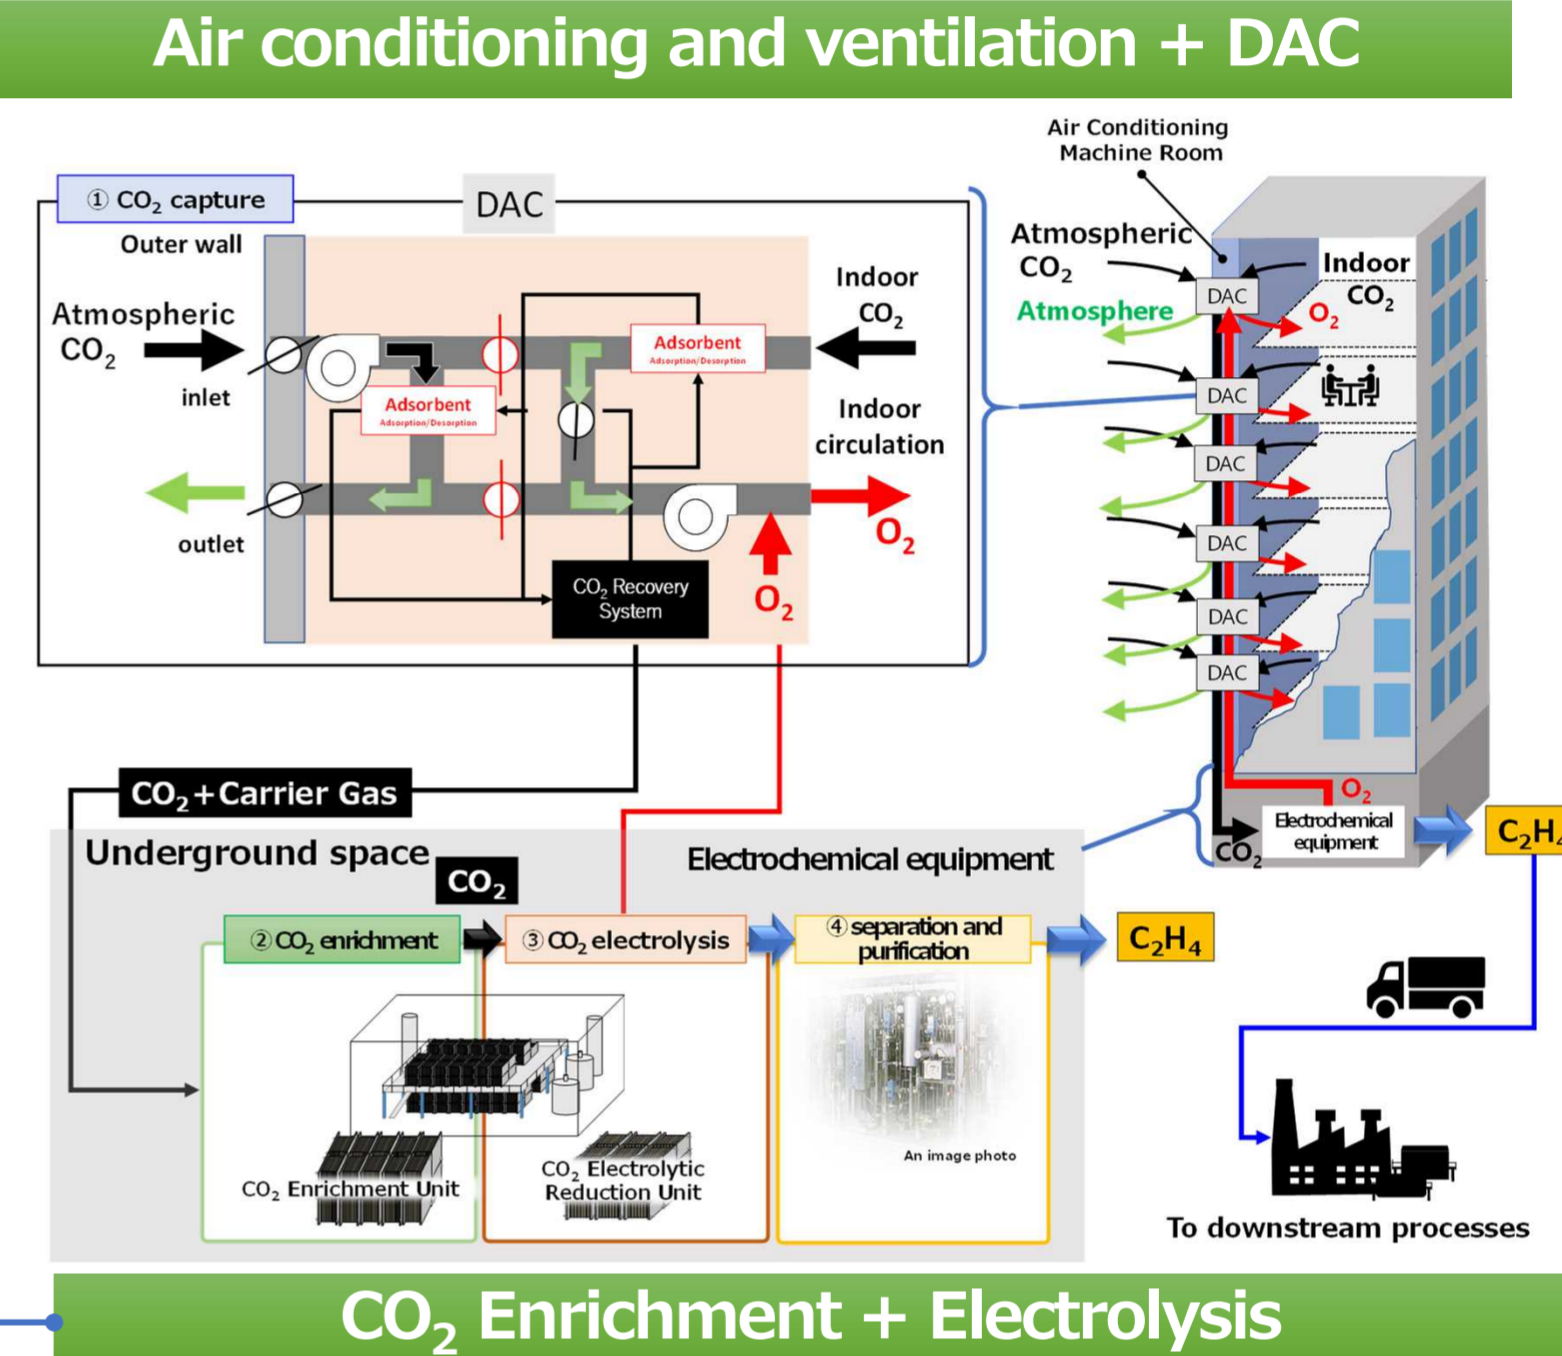 Air conditioning and ventilation + DAC
Air Conditioning
Machine Room
① CO₂ capture
DAC
Outer wall
Atmospheric
CO₂
inlet
outlet
Adsorbent
Adsorption/Desorption
Adsorbent
Adsorption/Desorption
Indoor
CO₂
Indoor
circulation
O₂
O₂
CO₂ Recovery
System
Atmospheric
CO₂
Atmosphere
Indoor
CO₂
O₂
DAC
DAC
DAC
DAC
DAC
DAC
O₂
Electrochemical
equipment
CO₂
C₂H₄
CO₂+Carrier Gas
Underground space
CO₂
Electrochemical equipment
② CO₂ enrichment
③ CO₂ electrolysis
④ separation and
purification
C₂H₄
CO₂ Enrichment Unit
CO₂ Electrolytic
Reduction Unit
An image photo
To downstream processes
CO₂ Enrichment + Electrolysis